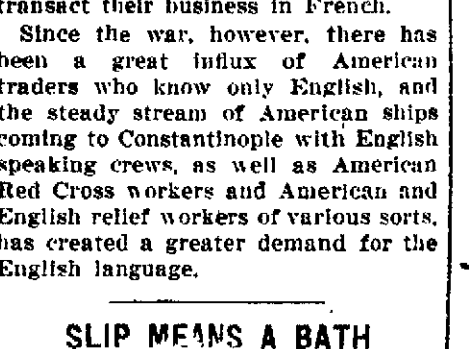 transact their business in French.
Since the war, however, there has
been a great influx of American
traders who know only English, and
the steady stream of American ships
coming to Constantinople with English
speaking crews, as well as American
Red Cross workers and American and
English relief workers of various sorts,
has created a greater demand for the
English language.
SLIP MEANS A BATH